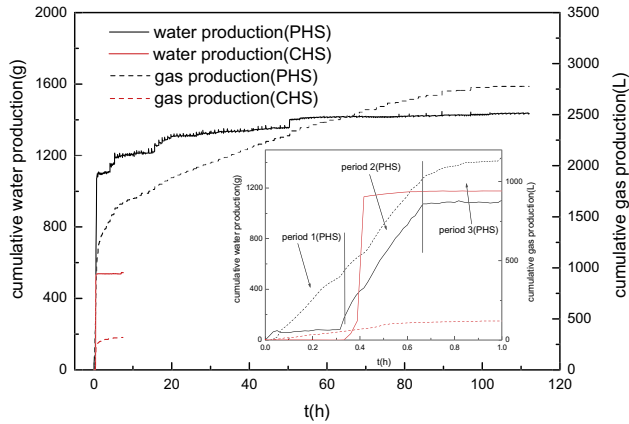 2000
1600
1200
800
400
0
cumulative water production(g)
water production(PHS)
water production(CHS)
gas production(PHS)
gas production(CHS)
3500
3000
2500
2000
1500
1000
500
0
cumulative gas production(L)
0
20
40
60
80
100
120
t(h)
1200
800
400
0
cumulative water production(g)
period 1(PHS)
period 2(PHS)
period 3(PHS)
1000
500
0
cumulative gas production(L)
0.0
0.2
0.4
0.6
0.8
1.0
t(h)